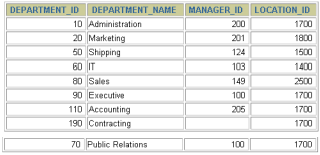 DEPARTMENT_ID DEPARTMENT_NAME MANAGER_ID LOCATION_ID
10 Administration 200 1700
20 Marketing 201 1800
50 Shipping 124 1500
60 IT 103 1400
80 Sales 149 2500
90 Executive 100 1700
110 Accounting 205 1700
190 Contracting 1700
70 Public Relations 100 1700